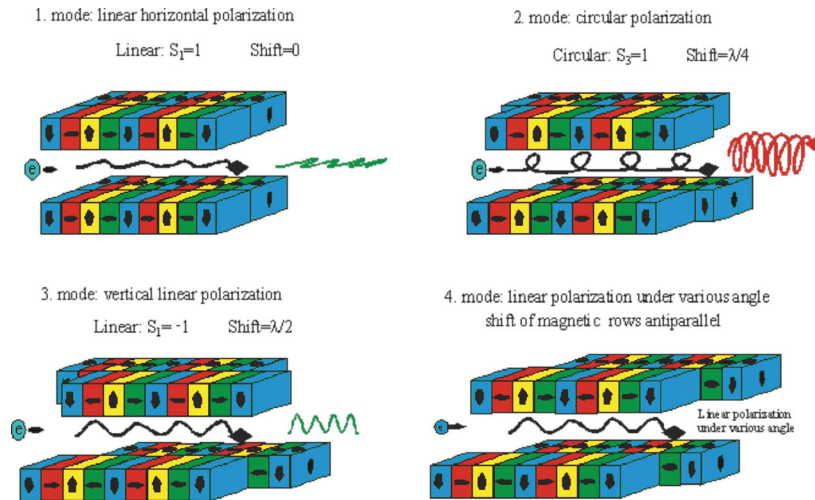 1. mode: linear horizontal polarization
Linear: S₁=1 Shift=0
e
2. mode: circular polarization
Circular: S₃=1 Shift=λ/4
e
3. mode: vertical linear polarization
Linear: S₁= -1 Shift=λ/2
e
4. mode: linear polarization under various angle
shift of magnetic rows antiparallel
e
Linear polarization
under various angle